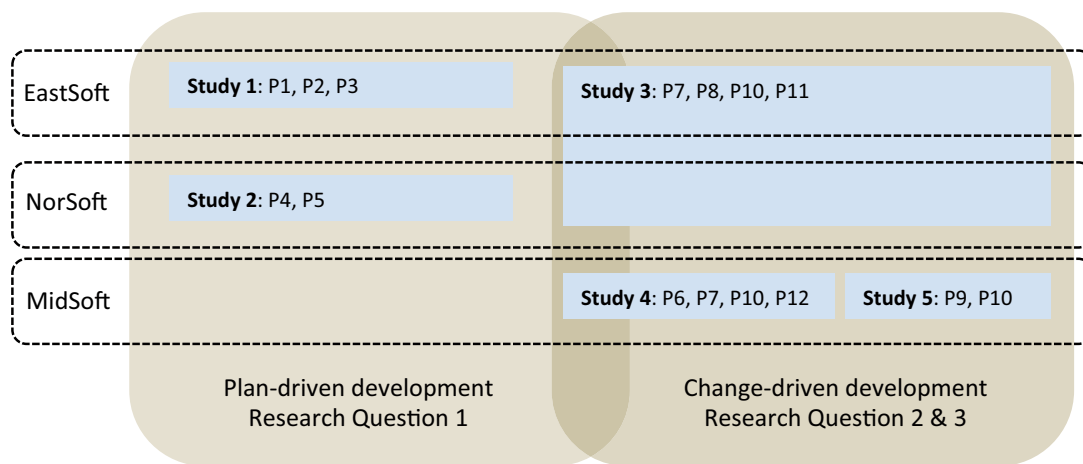 EastSoft
Study 1: P1, P2, P3
Study 3: P7, P8, P10, P11
NorSoft
Study 2: P4, P5
MidSoft
Study 4: P6, P7, P10, P12
Study 5: P9, P10
Plan-driven development
Research Question 1
Change-driven development
Research Question 2 & 3